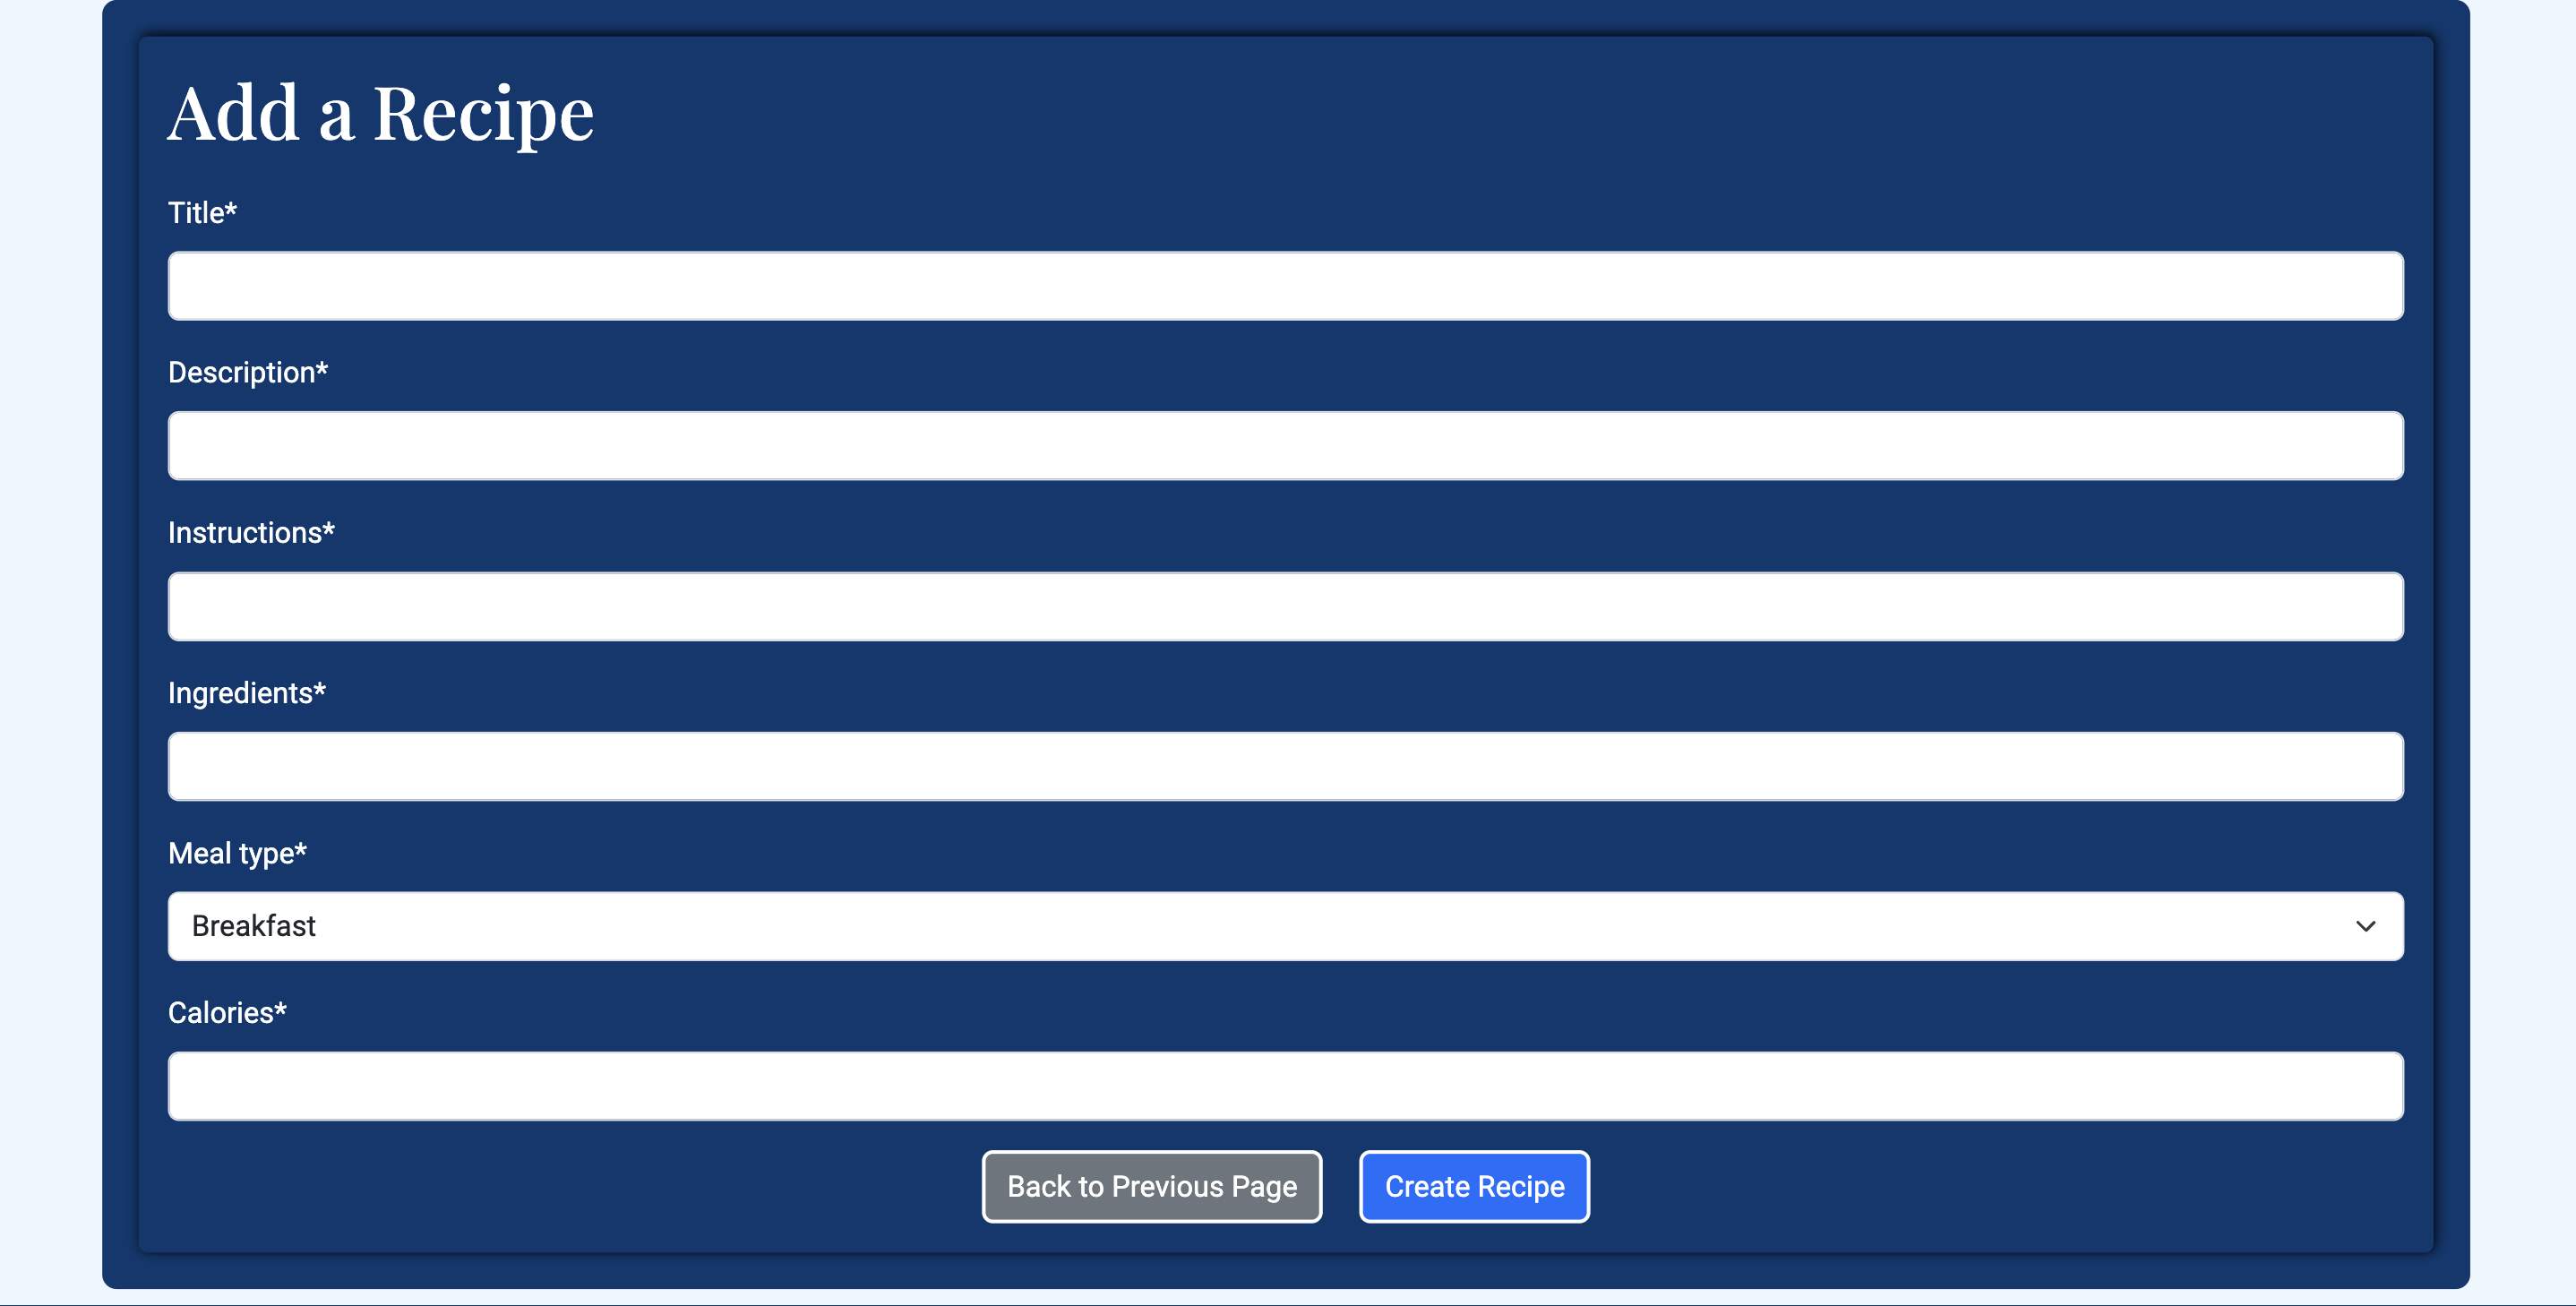 Add a Recipe
Title*
Description*
Instructions*
Ingredients*
Meal type*
Breakfast
Calories*
Back to Previous Page
Create Recipe